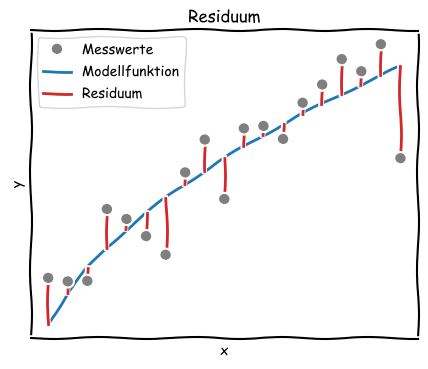 Residuum
Messwerte
Modellfunktion
Residuum
y
x